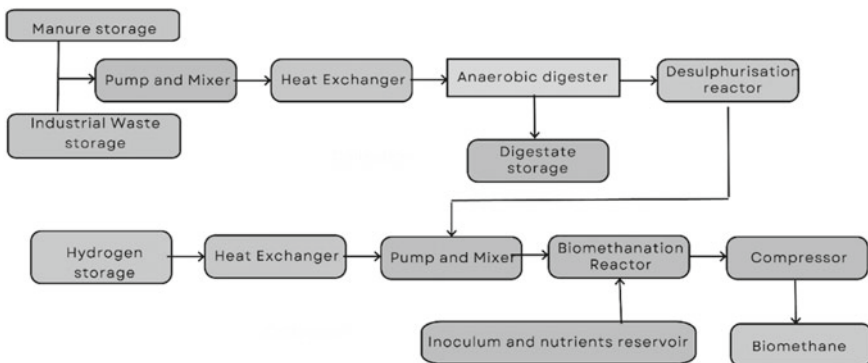 Manure storage
Pump and Mixer
Heat Exchanger
Anaerobic digester
Desulphurisation
reactor
Industrial Waste
storage
Digestate
storage
Hydrogen
storage
Heat Exchanger
Pump and Mixer
Biomethanation
Reactor
Compressor
Inoculum and nutrients reservoir
Biomethane